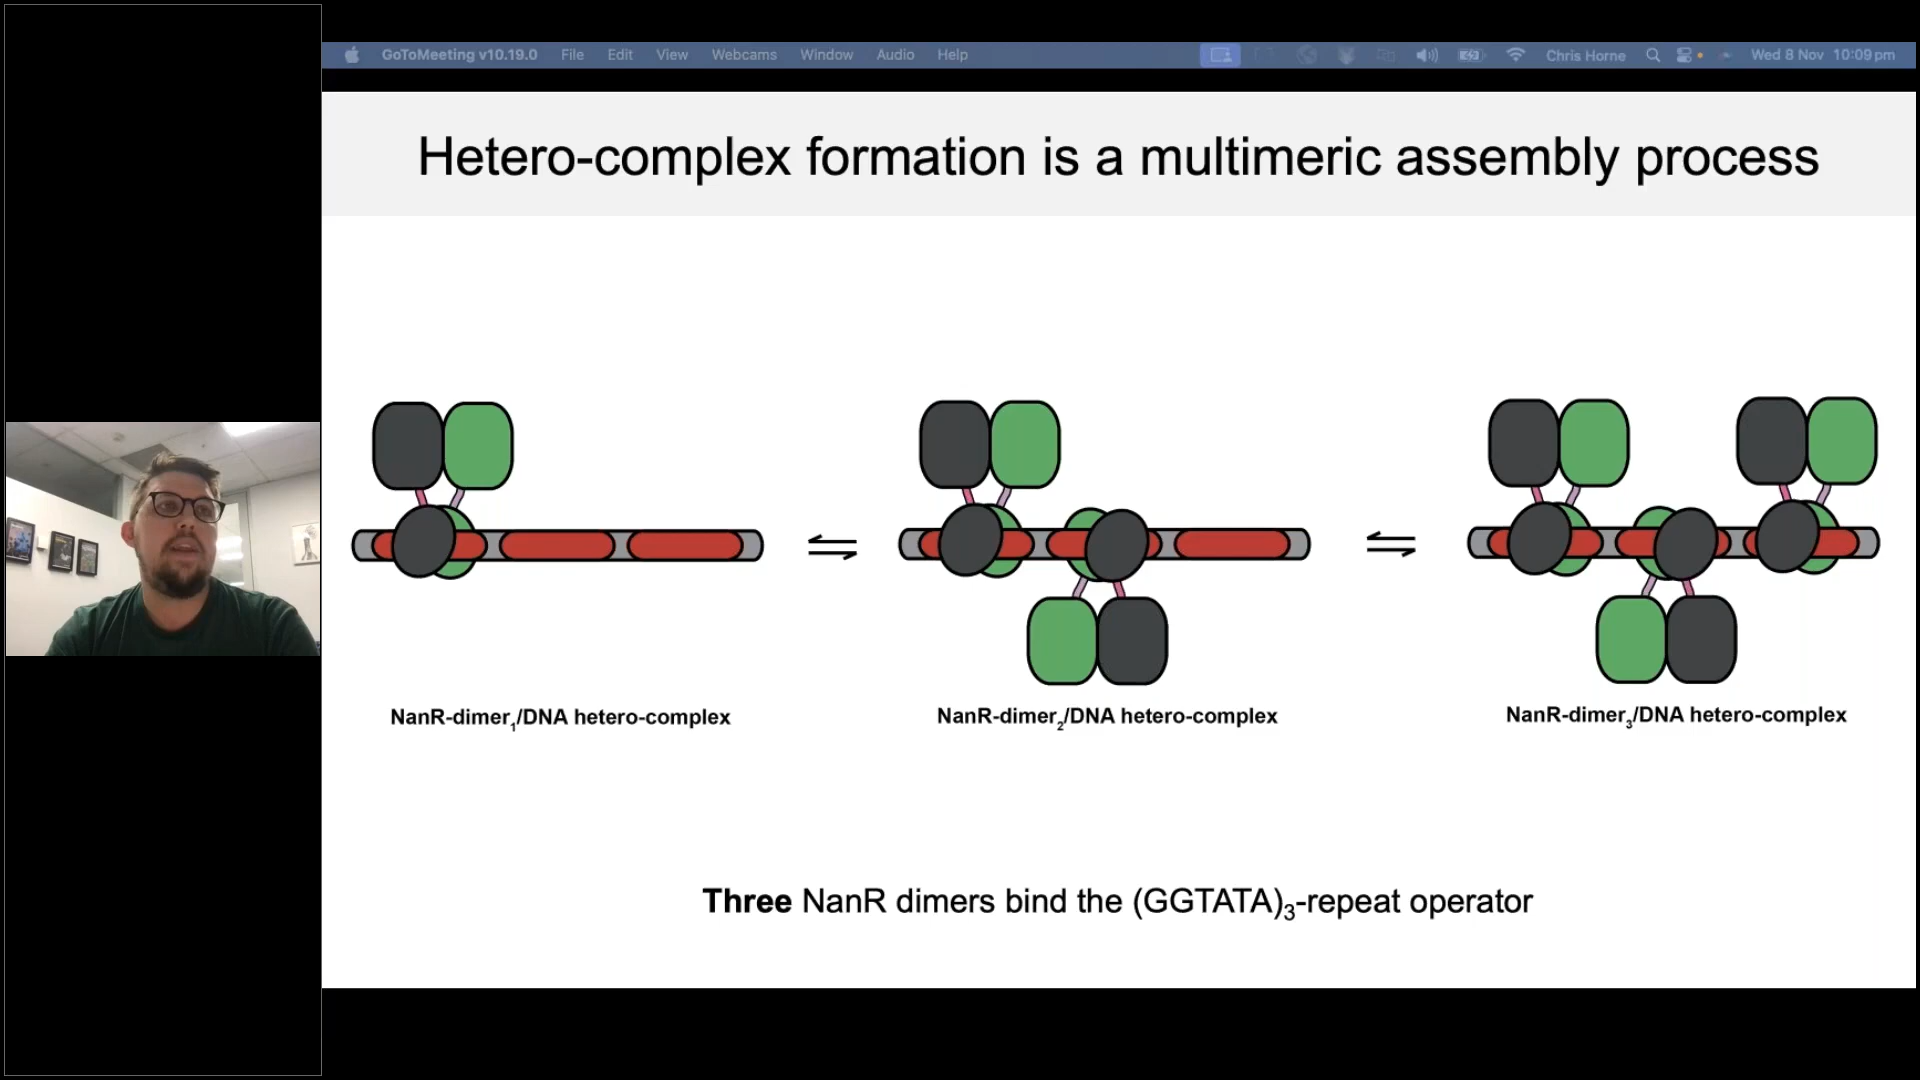 GoToMeeting v10.19.0 File Edit View Webcams Window Audio Help Chris Horne Wed 8 Nov 10:09 pm
Hetero-complex formation is a multimeric assembly process
NanR-dimer₁/DNA hetero-complex
NanR-dimer₂/DNA hetero-complex
NanR-dimer₃/DNA hetero-complex
Three NanR dimers bind the (GGTATA)₃-repeat operator